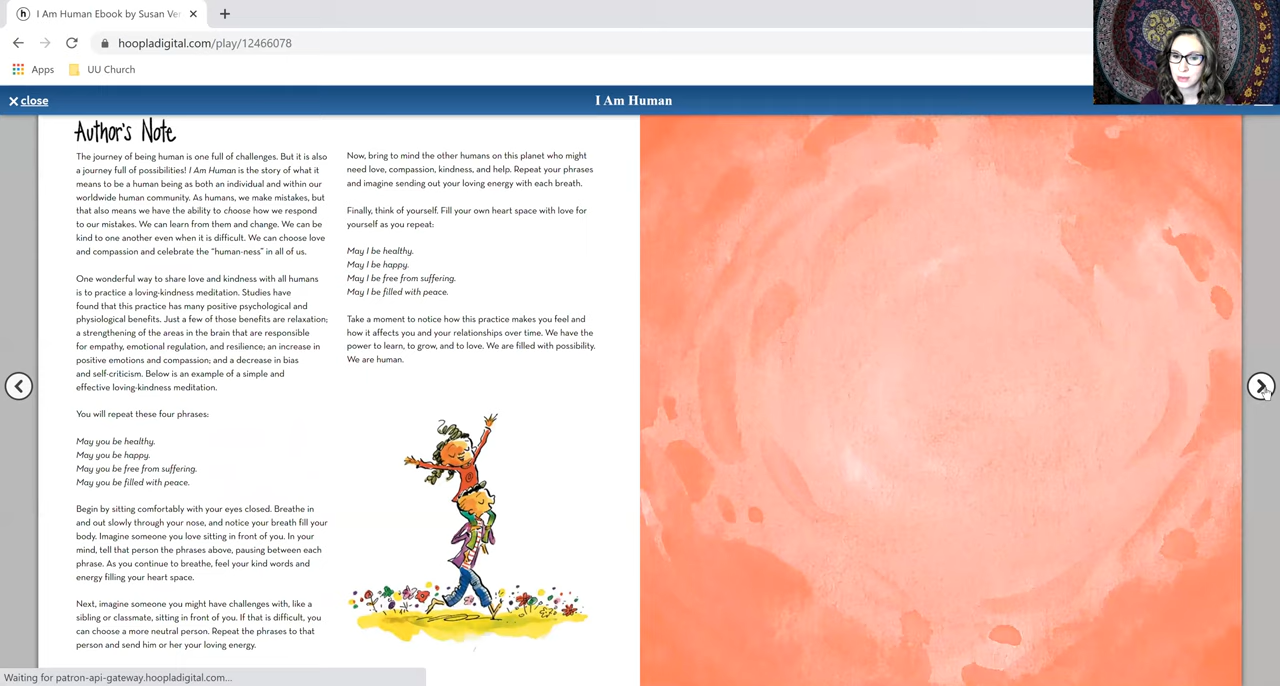 I Am Human Ebook by Susan Ver
hoopladigital.com/play/12466078
Apps
UU Church
close
I Am Human
Author's Note
The journey of being human is one full of challenges. But it is also
a journey full of possibilities! I Am Human is the story of what it
means to be a human being as both an individual and within our
worldwide human community. As humans, we make mistakes, but
that also means we have the ability to choose how we respond
to our mistakes. We can learn from them and change. We can be
kind to one another even when it is difficult. We can choose love
and compassion and celebrate the “human-ness” in all of us.
One wonderful way to share love and kindness with all humans
is to practice a loving-kindness meditation. Studies have
found that this practice has many positive psychological and
physiological benefits. Just a few of those benefits are relaxation;
a strengthening of the areas in the brain that are responsible
for empathy, emotional regulation, and resilience; an increase in
positive emotions and compassion; and a decrease in bias
and self-criticism. Below is an example of a simple and
effective loving-kindness meditation.
You will repeat these four phrases:
May you be healthy.
May you be happy.
May you be free from suffering.
May you be filled with peace.
Begin by sitting comfortably with your eyes closed. Breathe in
and out slowly through your nose, and notice your breath fill your
body. Imagine someone you love sitting in front of you. In your
mind, tell that person the phrases above, pausing between each
phrase. As you continue to breathe, feel your kind words and
energy filling your heart space.
Next, imagine someone you might have challenges with, like a
sibling or classmate, sitting in front of you. If that is difficult, you
can choose a more neutral person. Repeat the phrases to that
person and send him or her your loving energy.
Now, bring to mind the other humans on this planet who might
need love, compassion, kindness, and help. Repeat your phrases
and imagine sending out your loving energy with each breath.
Finally, think of yourself. Fill your own heart space with love for
yourself as you repeat:
May I be healthy.
May I be happy.
May I be free from suffering.
May I be filled with peace.
Take a moment to notice how this practice makes you feel and
how it affects you and your relationships over time. We have the
power to learn, to grow, and to love. We are filled with possibility.
We are human.
Waiting for patron-api-gateway.hoopladigital.com...